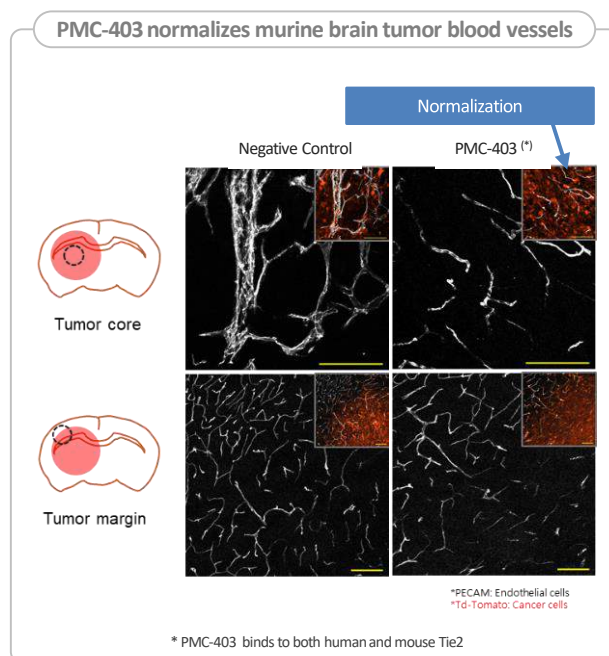 PMC-403 normalizes murine brain tumor blood vessels
Normalization
Negative Control
PMC-403 (*)
Tumor core
Tumor margin
*PECAM: Endothelial cells
*Td-Tomato: Cancer cells
* PMC-403 binds to both human and mouse Tie2